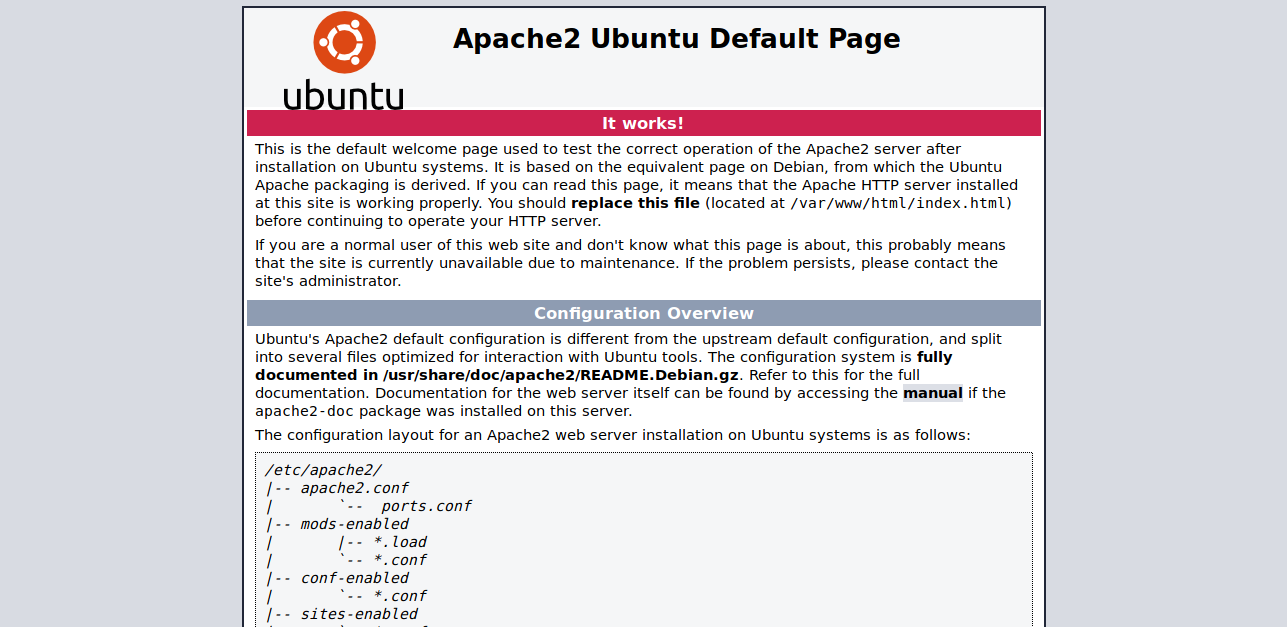 ubuntu
Apache2 Ubuntu Default Page
It works!
This is the default welcome page used to test the correct operation of the Apache2 server after
installation on Ubuntu systems. It is based on the equivalent page on Debian, from which the Ubuntu
Apache packaging is derived. If you can read this page, it means that the Apache HTTP server installed
at this site is working properly. You should replace this file (located at /var/www/html/index.html)
before continuing to operate your HTTP server.
If you are a normal user of this web site and don't know what this page is about, this probably means
that the site is currently unavailable due to maintenance. If the problem persists, please contact the
site's administrator.
Configuration Overview
Ubuntu's Apache2 default configuration is different from the upstream default configuration, and split
into several files optimized for interaction with Ubuntu tools. The configuration system is fully
documented in /usr/share/doc/apache2/README.Debian.gz. Refer to this for the full
documentation. Documentation for the web server itself can be found by accessing the manual if the
apache2-doc package was installed on this server.
The configuration layout for an Apache2 web server installation on Ubuntu systems is as follows:
/etc/apache2/
|-- apache2.conf
|       `--  ports.conf
|-- mods-enabled
|       |-- *.load
|       `-- *.conf
|-- conf-enabled
|       `-- *.conf
|-- sites-enabled